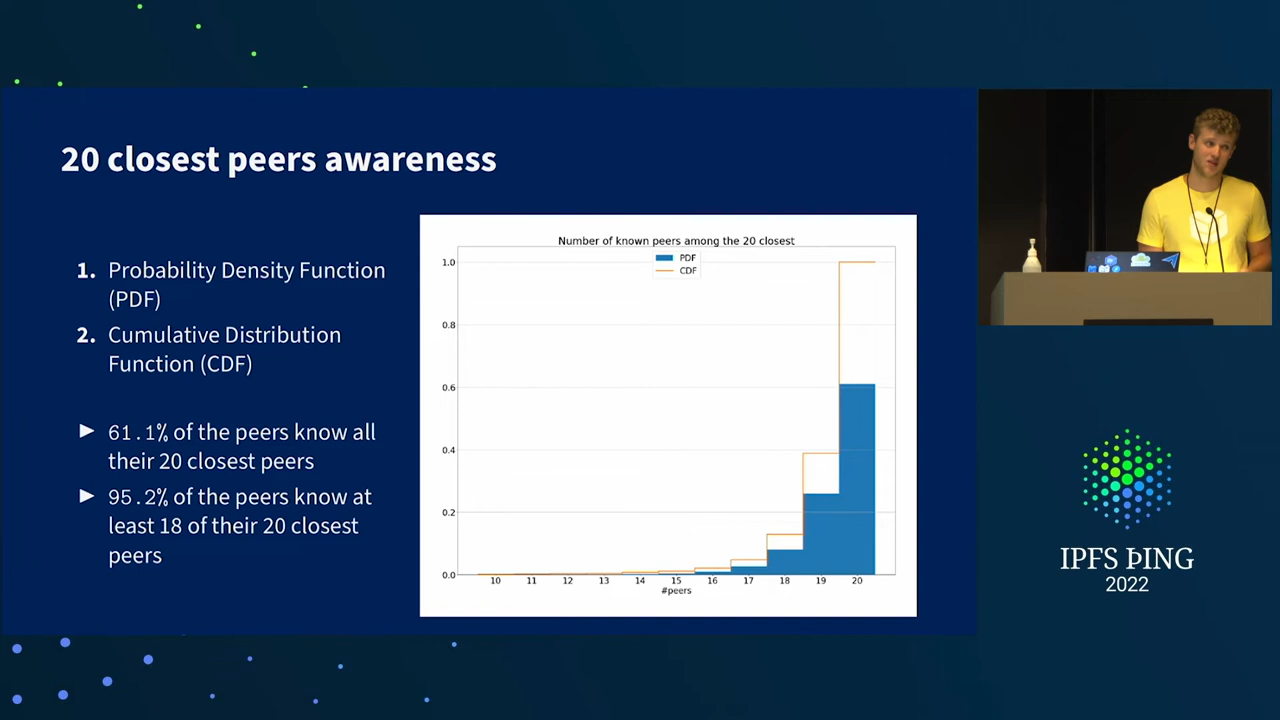 20 closest peers awareness
1. Probability Density Function
(PDF)
2. Cumulative Distribution
Function (CDF)
► 61.1% of the peers know all
their 20 closest peers
► 95.2% of the peers know at
least 18 of their 20 closest
peers
Number of known peers among the 20 closest
PDF
CDF
1.0
0.8
0.6
0.4
0.2
0.0
10 11 12 13 14 15 16 17 18 19 20
#peers
IPFS ÞING
2022